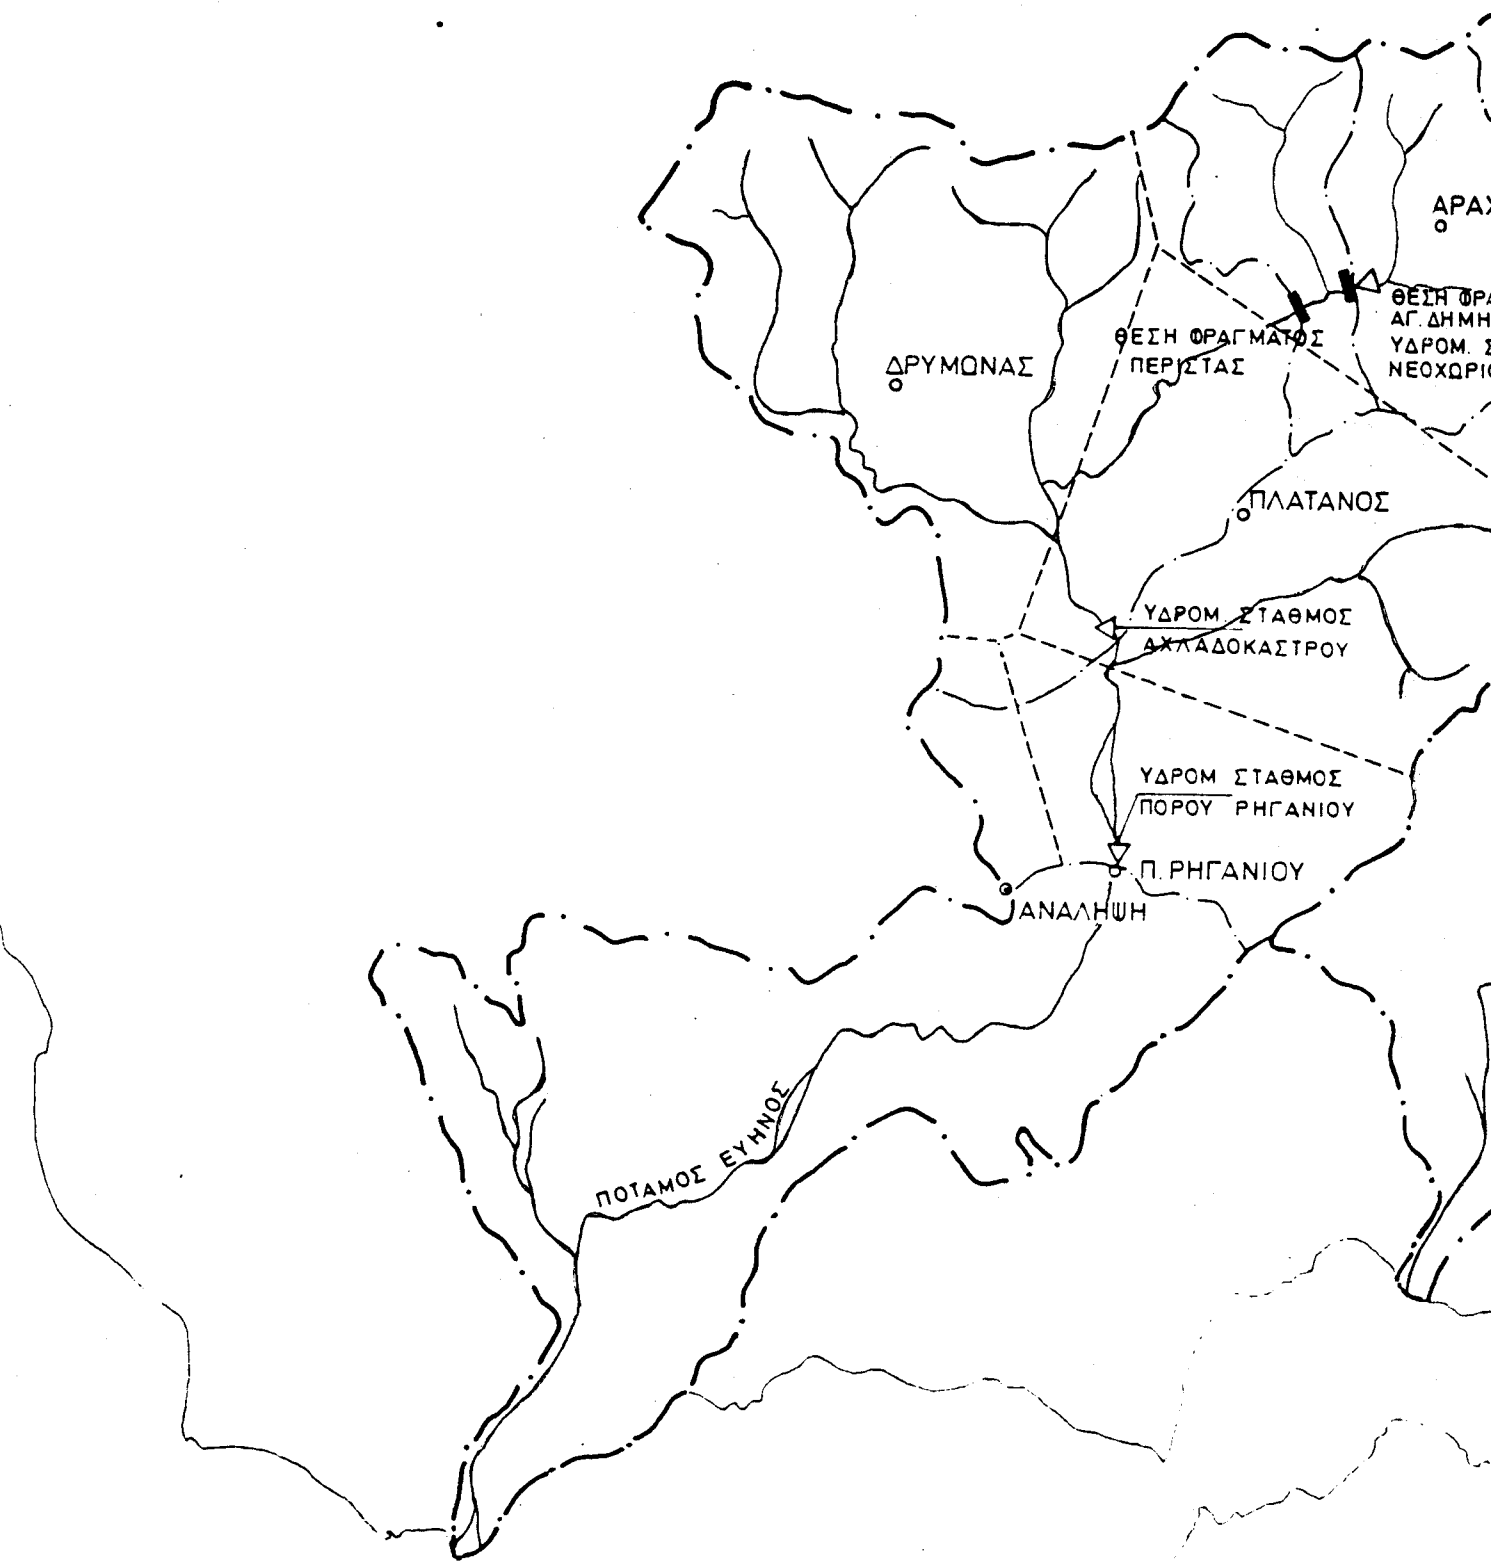 ΑΡΑΧ
ΘΕΣΗ ΦΡΑ
ΑΓ. ΔΗΜΗ
ΥΔΡΟΜ. Σ
ΝΕΟΧΩΡΙΟ
ΘΕΣΗ ΦΡΑΓΜΑΤΟΣ
ΠΕΡΙΣΤΑΣ
ΔΡΥΜΩΝΑΣ
ΠΛΑΤΑΝΟΣ
ΥΔΡΟΜ. ΣΤΑΘΜΟΣ
ΑΧΛΑΔΟΚΑΣΤΡΟΥ
ΥΔΡΟΜ ΣΤΑΘΜΟΣ
ΠΟΡΟΥ ΡΗΓΑΝΙΟΥ
Π. ΡΗΓΑΝΙΟΥ
ΑΝΑΛΗΨΗ
ΠΟΤΑΜΟΣ ΕΥΗΝΟΣ